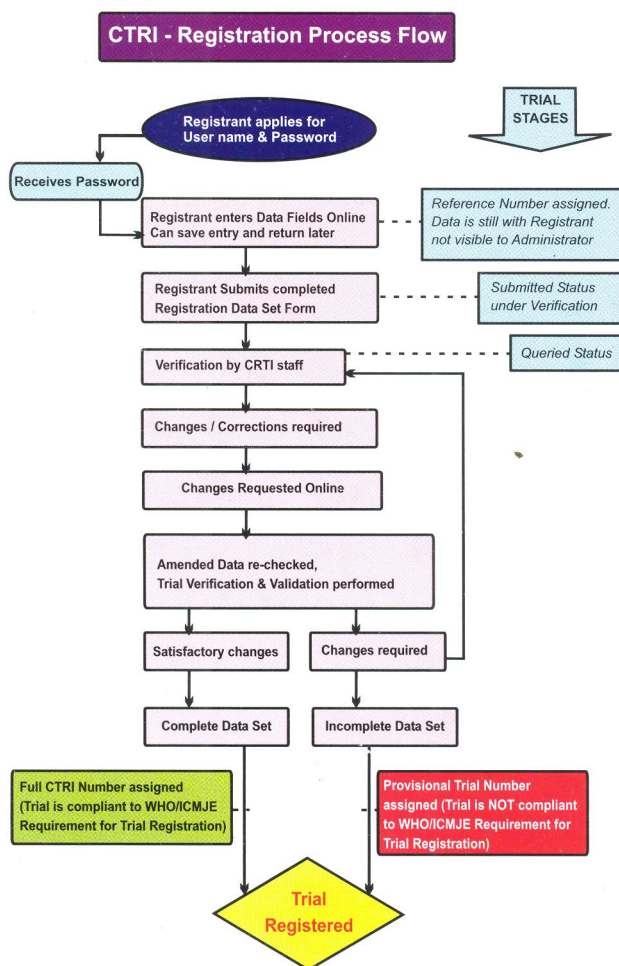 CTRI - Registration Process Flow
TRIAL
STAGES
Registrant applies for
User name & Password
Receives Password
Registrant enters Data Fields Online
Can save entry and return later
Reference Number assigned.
Data is still with Registrant
not visible to Administrator
Registrant Submits completed
Registration Data Set Form
Submitted Status
under Verification
Verification by CRTI staff
Queried Status
Changes / Corrections required
Changes Requested Online
Amended Data re-checked,
Trial Verification & Validation performed
Satisfactory changes
Changes required
Complete Data Set
Incomplete Data Set
Full CTRI Number assigned
(Trial is compliant to WHO/ICMJE
Requirement for Trial Registration)
Provisional Trial Number
assigned (Trial is NOT compliant
to WHO/ICMJE Requirement for
Trial Registration)
Trial
Registered